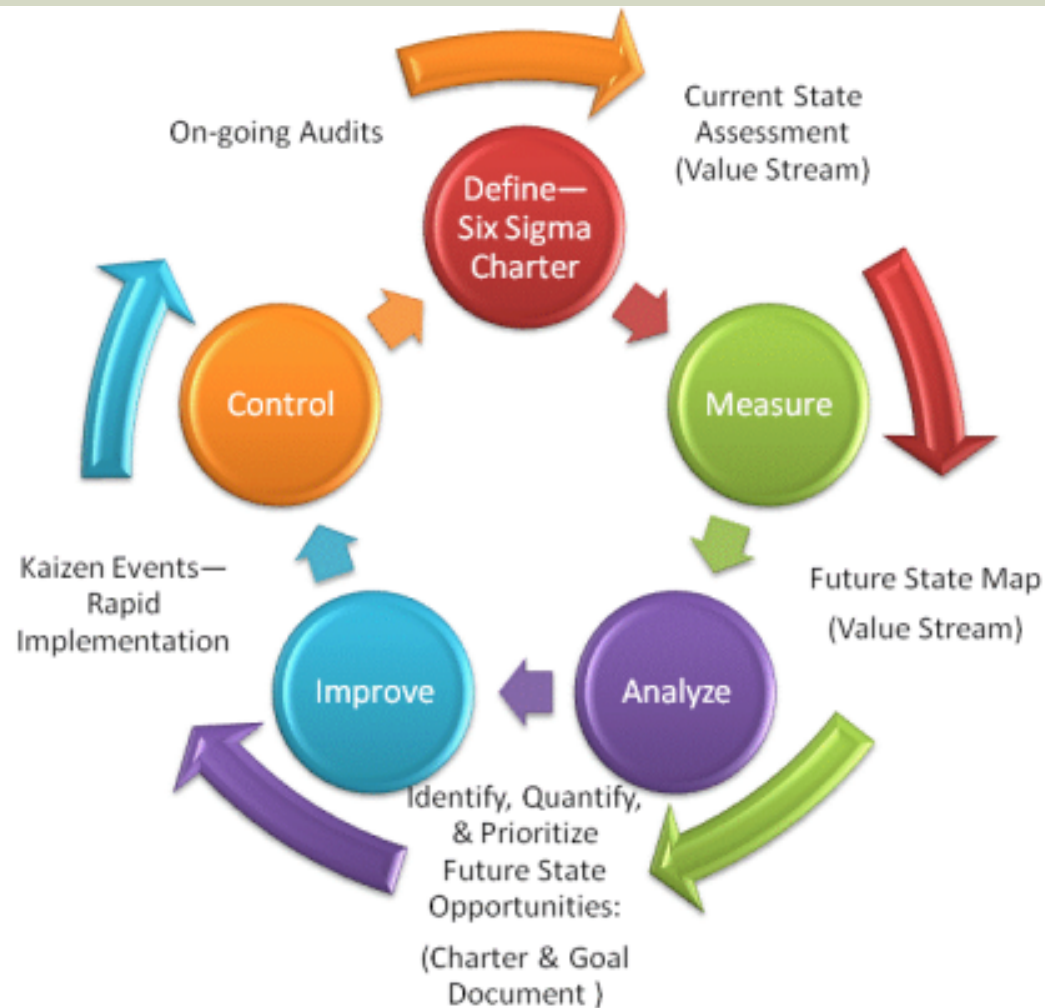 On-going Audits
Current State
Assessment
(Value Stream)
Define—
Six Sigma
Charter
Control
Measure
Kaizen Events—
Rapid
Implementation
Future State Map
(Value Stream)
Improve
Analyze
Identify, Quantify,
& Prioritize
Future State
Opportunities:
(Charter & Goal
Document )